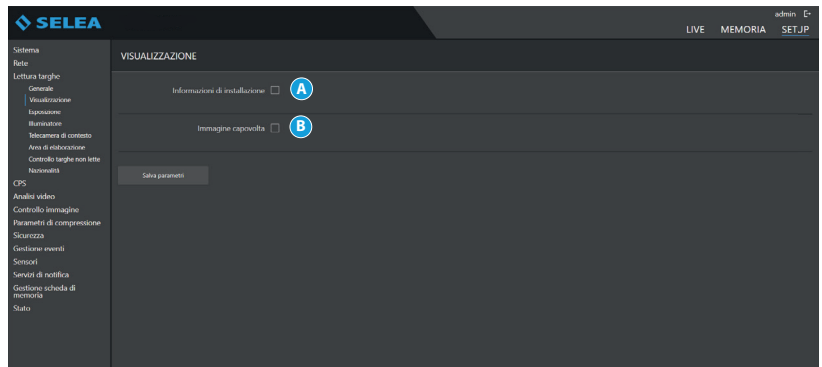 SELEA
admin
LIVE MEMORIA SETUP
Sistema
Rete
Lettura targhe
Generale
Visualizzazione
Esposizione
Illuminatore
Telecamera di contesto
Area di elaborazione
Controllo targhe non lette
Nazionalità
CPS
Analisi video
Controllo immagine
Parametri di compressione
Sicurezza
Gestione eventi
Sensori
Servizi di notifica
Gestione scheda di
memoria
Stato
VISUALIZZAZIONE
Informazioni di installazione A
Immagine capovolta B
Salva parametri